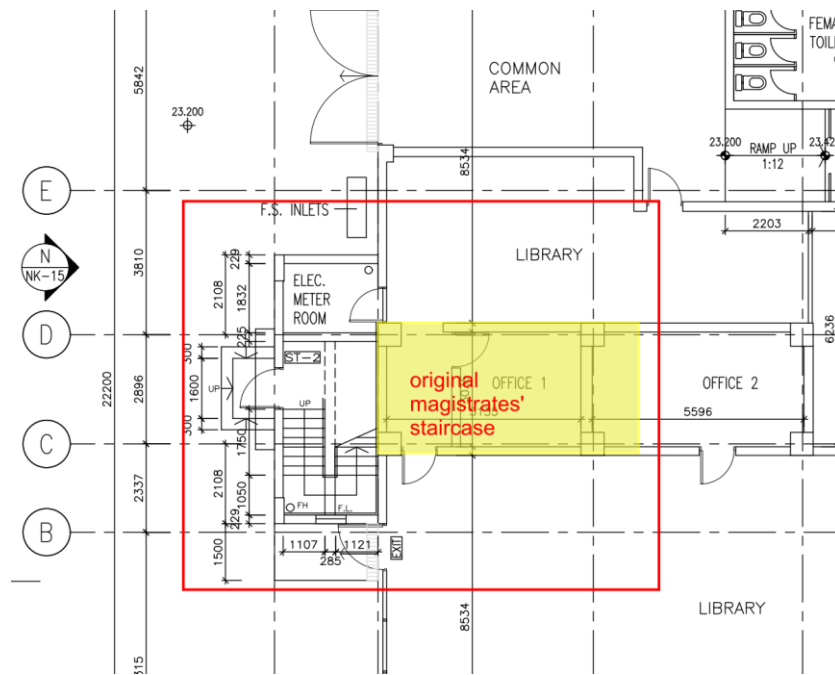 COMMON
AREA
FEMA
TOIL
23.200
23.200
RAMP UP
1:12
23.42
2203
6236
5842
8534
E
F.S. INLETS
LIBRARY
N
NK-15
3810
2108
229
1832
225
ELEC.
METER
ROOM
D
ST-2
UP
UP
300
1600
300
2896
22200
original
magistrates'
staircase
OFFICE 1
OFFICE 2
5596
C
1750
2108
1050
229
2337
FH
F.L.
B
1107
285
1121
EXIT
1500
8534
LIBRARY
315